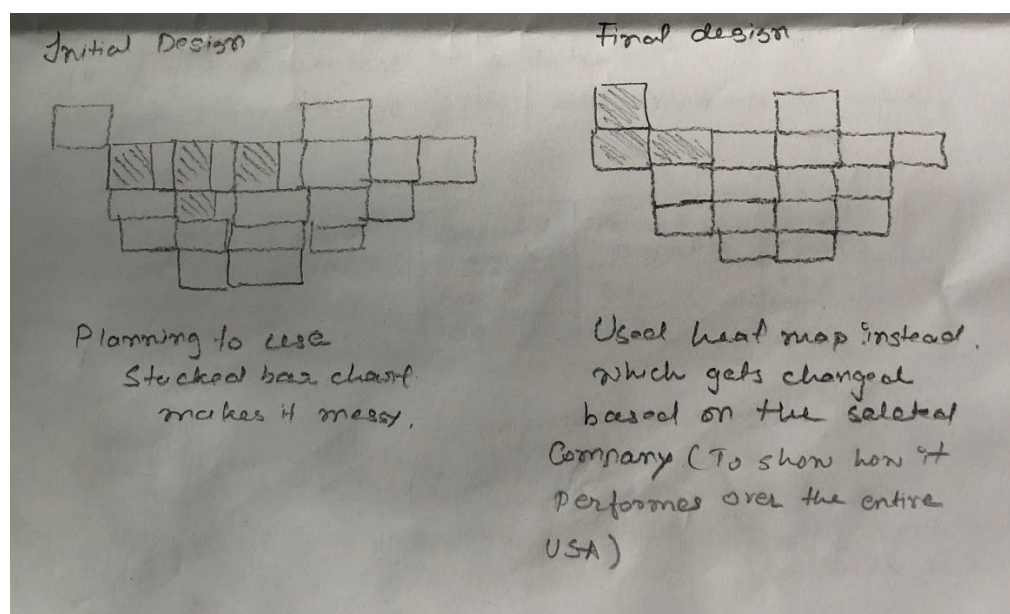 Initial Design
Planning to use
Stacked bar chart
makes it messy.
Final design
Used heat map instead.
which gets changed
based on the salected
Company (To show how it
Performes over the entire
USA)